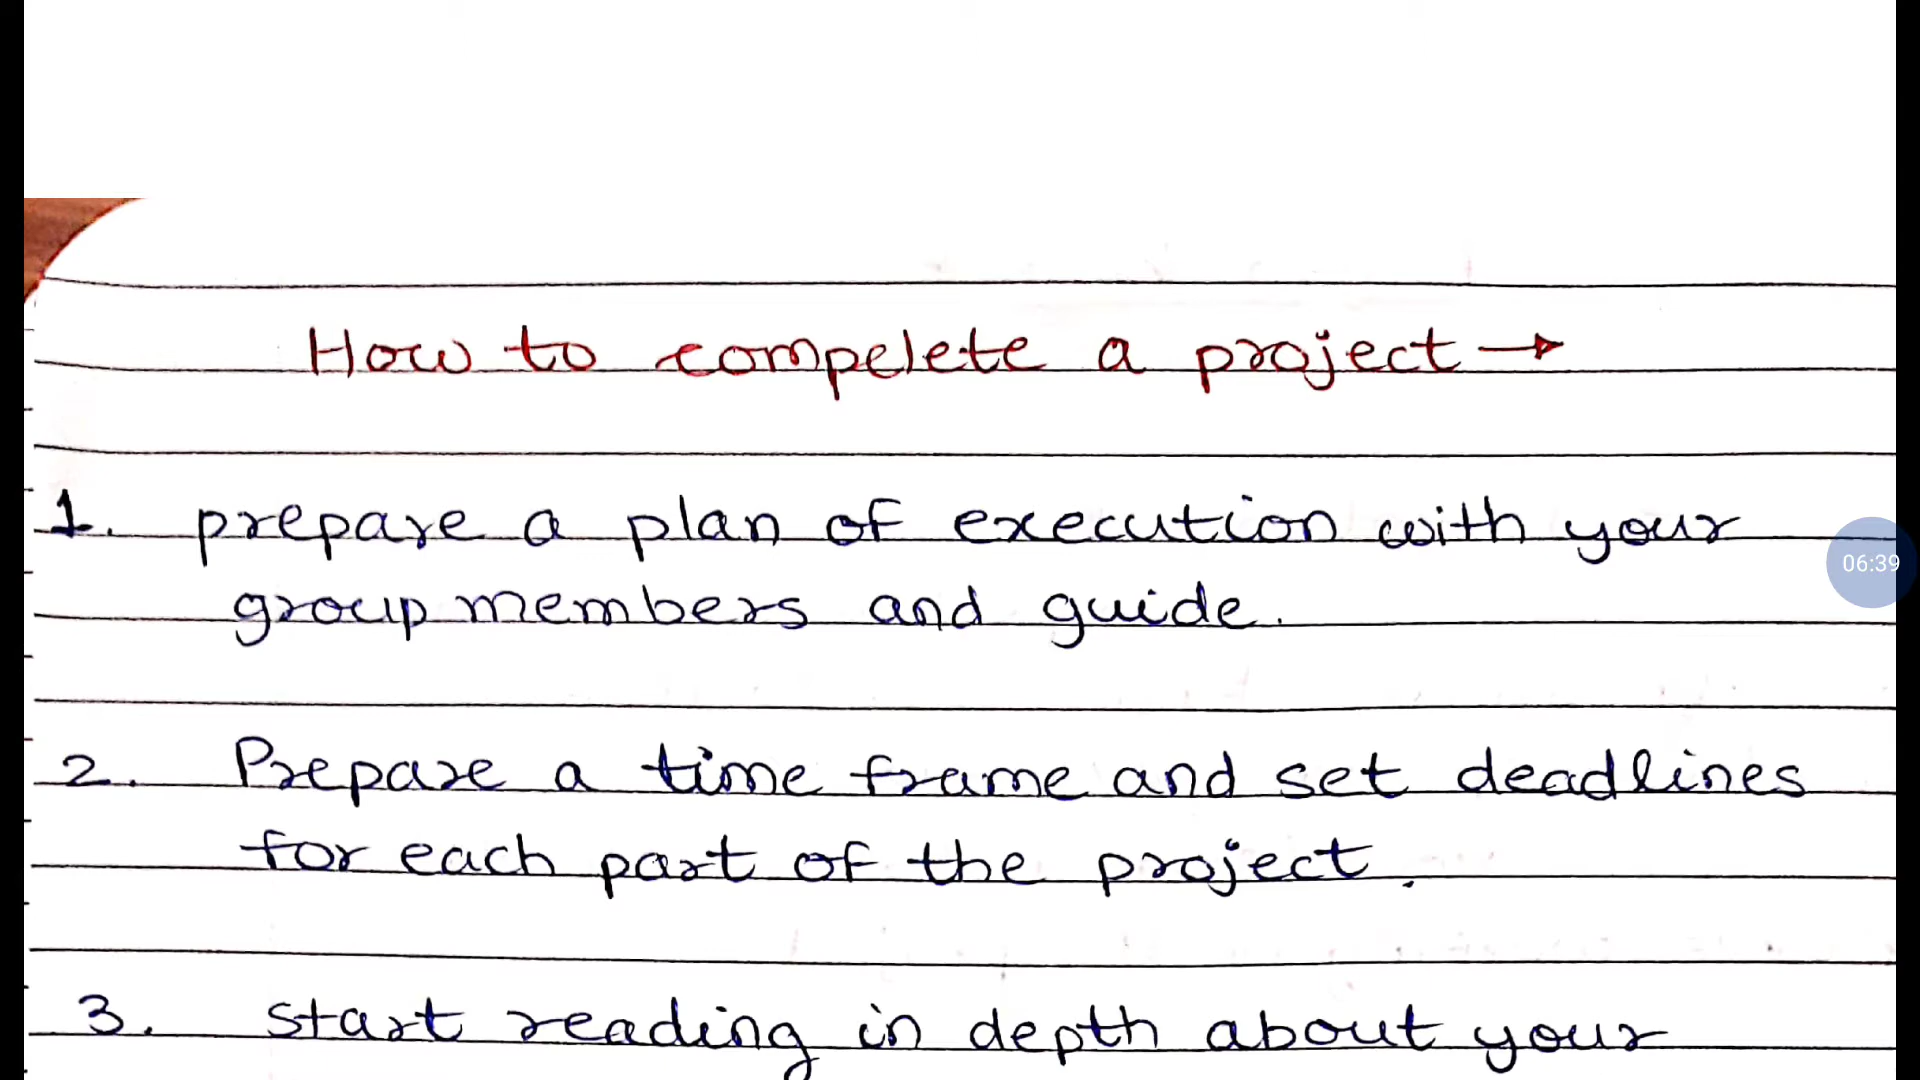 How to compelete a project →
1. prepare a plan of execution with your
group members and guide.
06:39
2. Prepare a time frame and set deadlines
for each part of the project.
3. start reading in depth about your